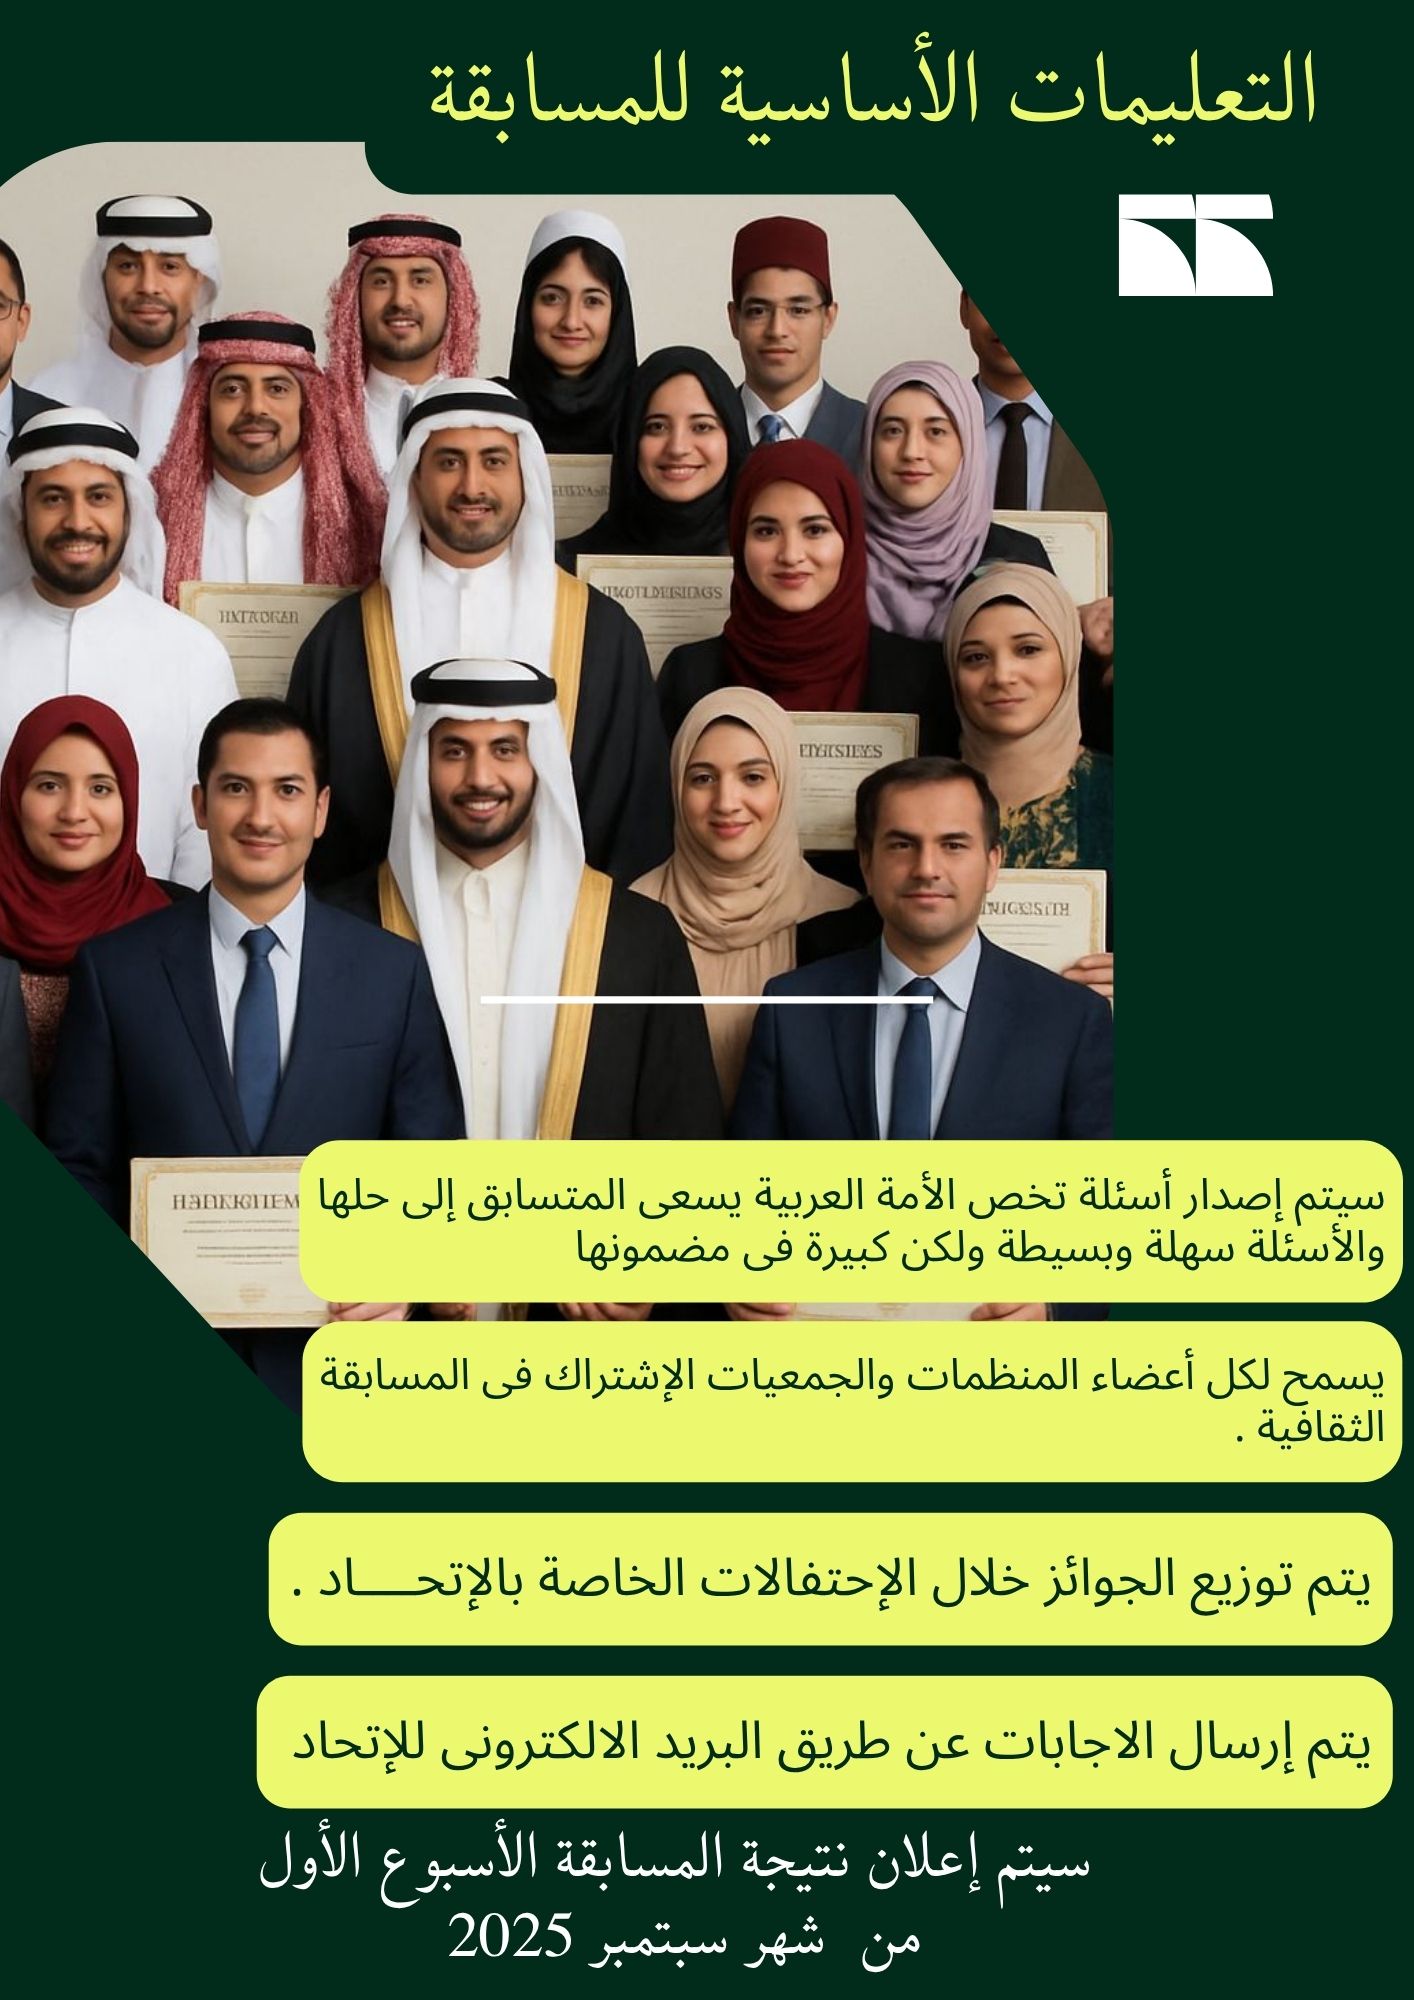 التعليمات الأساسية للمسابقة
سيتم إصدار أسئلة تخص الأمة العربية يسعى المتسابق إلى حلها
والأسئلة سهلة وبسيطة ولكن كبيرة فى مضمونها
يسمح لكل أعضاء المنظمات والجمعيات الإشتراك فى المسابقة
الثقافية .
يتم توزيع الجوائز خلال الإحتفالات الخاصة بالإتحـــاد .
يتم إرسال الاجابات عن طريق البريد الالكترونى للإتحاد
سيتم إعلان نتيجة المسابقة الأسبوع الأول
من شهر سبتمبر 2025